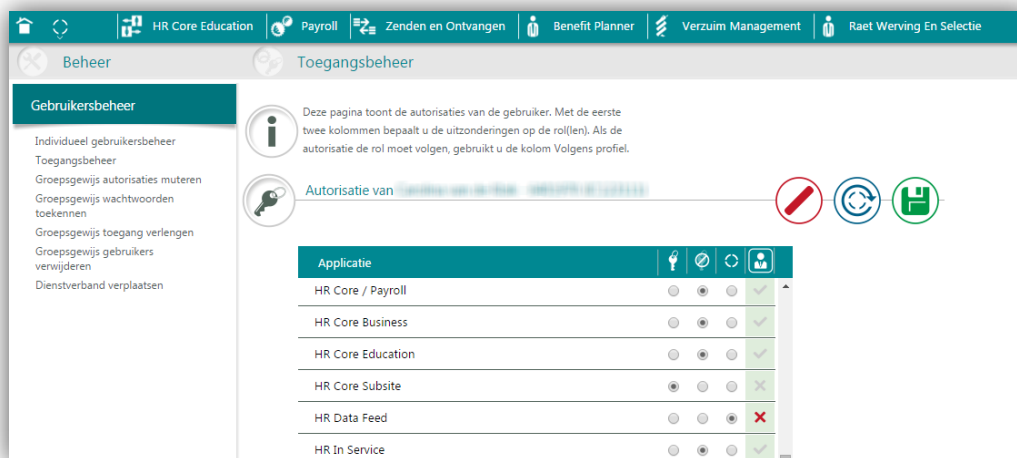 HR Core Education Payroll Zenden en Ontvangen Benefit Planner Verzuim Management Raet Werving En Selectie
Beheer
Toegangsbeheer
Gebruikersbeheer
Individueel gebruikersbeheer
Toegangsbeheer
Groepsgewijs autorisaties muteren
Groepsgewijs wachtwoorden
toekennen
Groepsgewijs toegang verlengen
Groepsgewijs gebruikers
verwijderen
Dienstverband verplaatsen
Deze pagina toont de autorisaties van de gebruiker. Met de eerste
twee kolommen bepaalt u de uitzonderingen op de rol(len). Als de
autorisatie de rol moet volgen, gebruikt u de kolom Volgens profiel.
Autorisatie van
Applicatie
HR Core / Payroll
HR Core Business
HR Core Education
HR Core Subsite
HR Data Feed
HR In Service